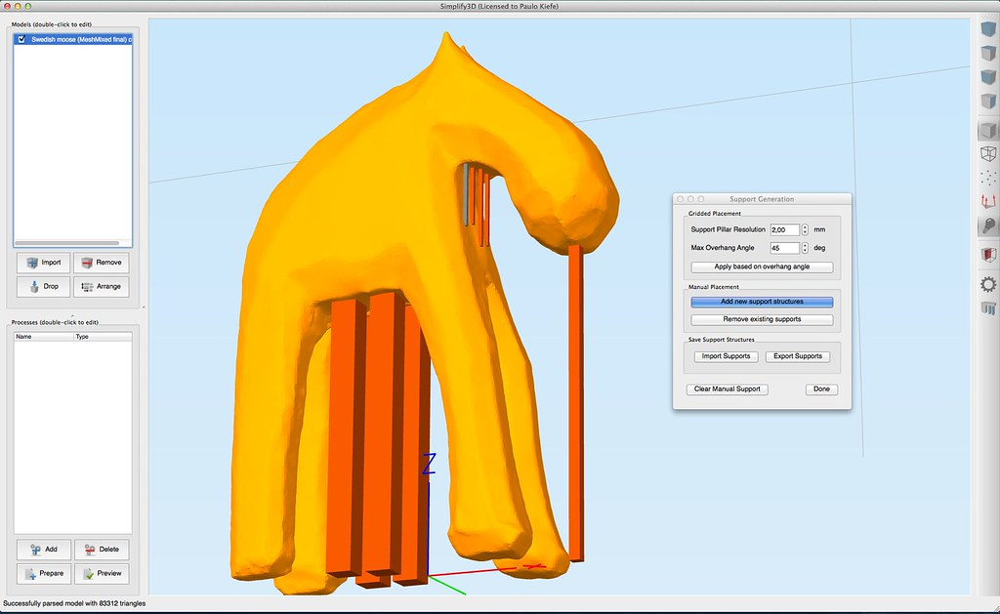 Simplify3D (Licensed to Paulo Kiefe)
Models (double-click to edit)
Swedish moose (MeshMixed final) c
Import Remove
Drop Arrange
Processes (double-click to edit)
Name Type
Add Delete
Prepare Preview
Successfully parsed model with 83312 triangles
Z
Support Generation
Gridded Placement
Support Pillar Resolution 2,00 mm
Max Overhang Angle 45 deg
Apply based on overhang angle
Manual Placement
Add new support structures
Remove existing supports
Save Support Structures
Import Supports Export Supports
Clear Manual Support Done